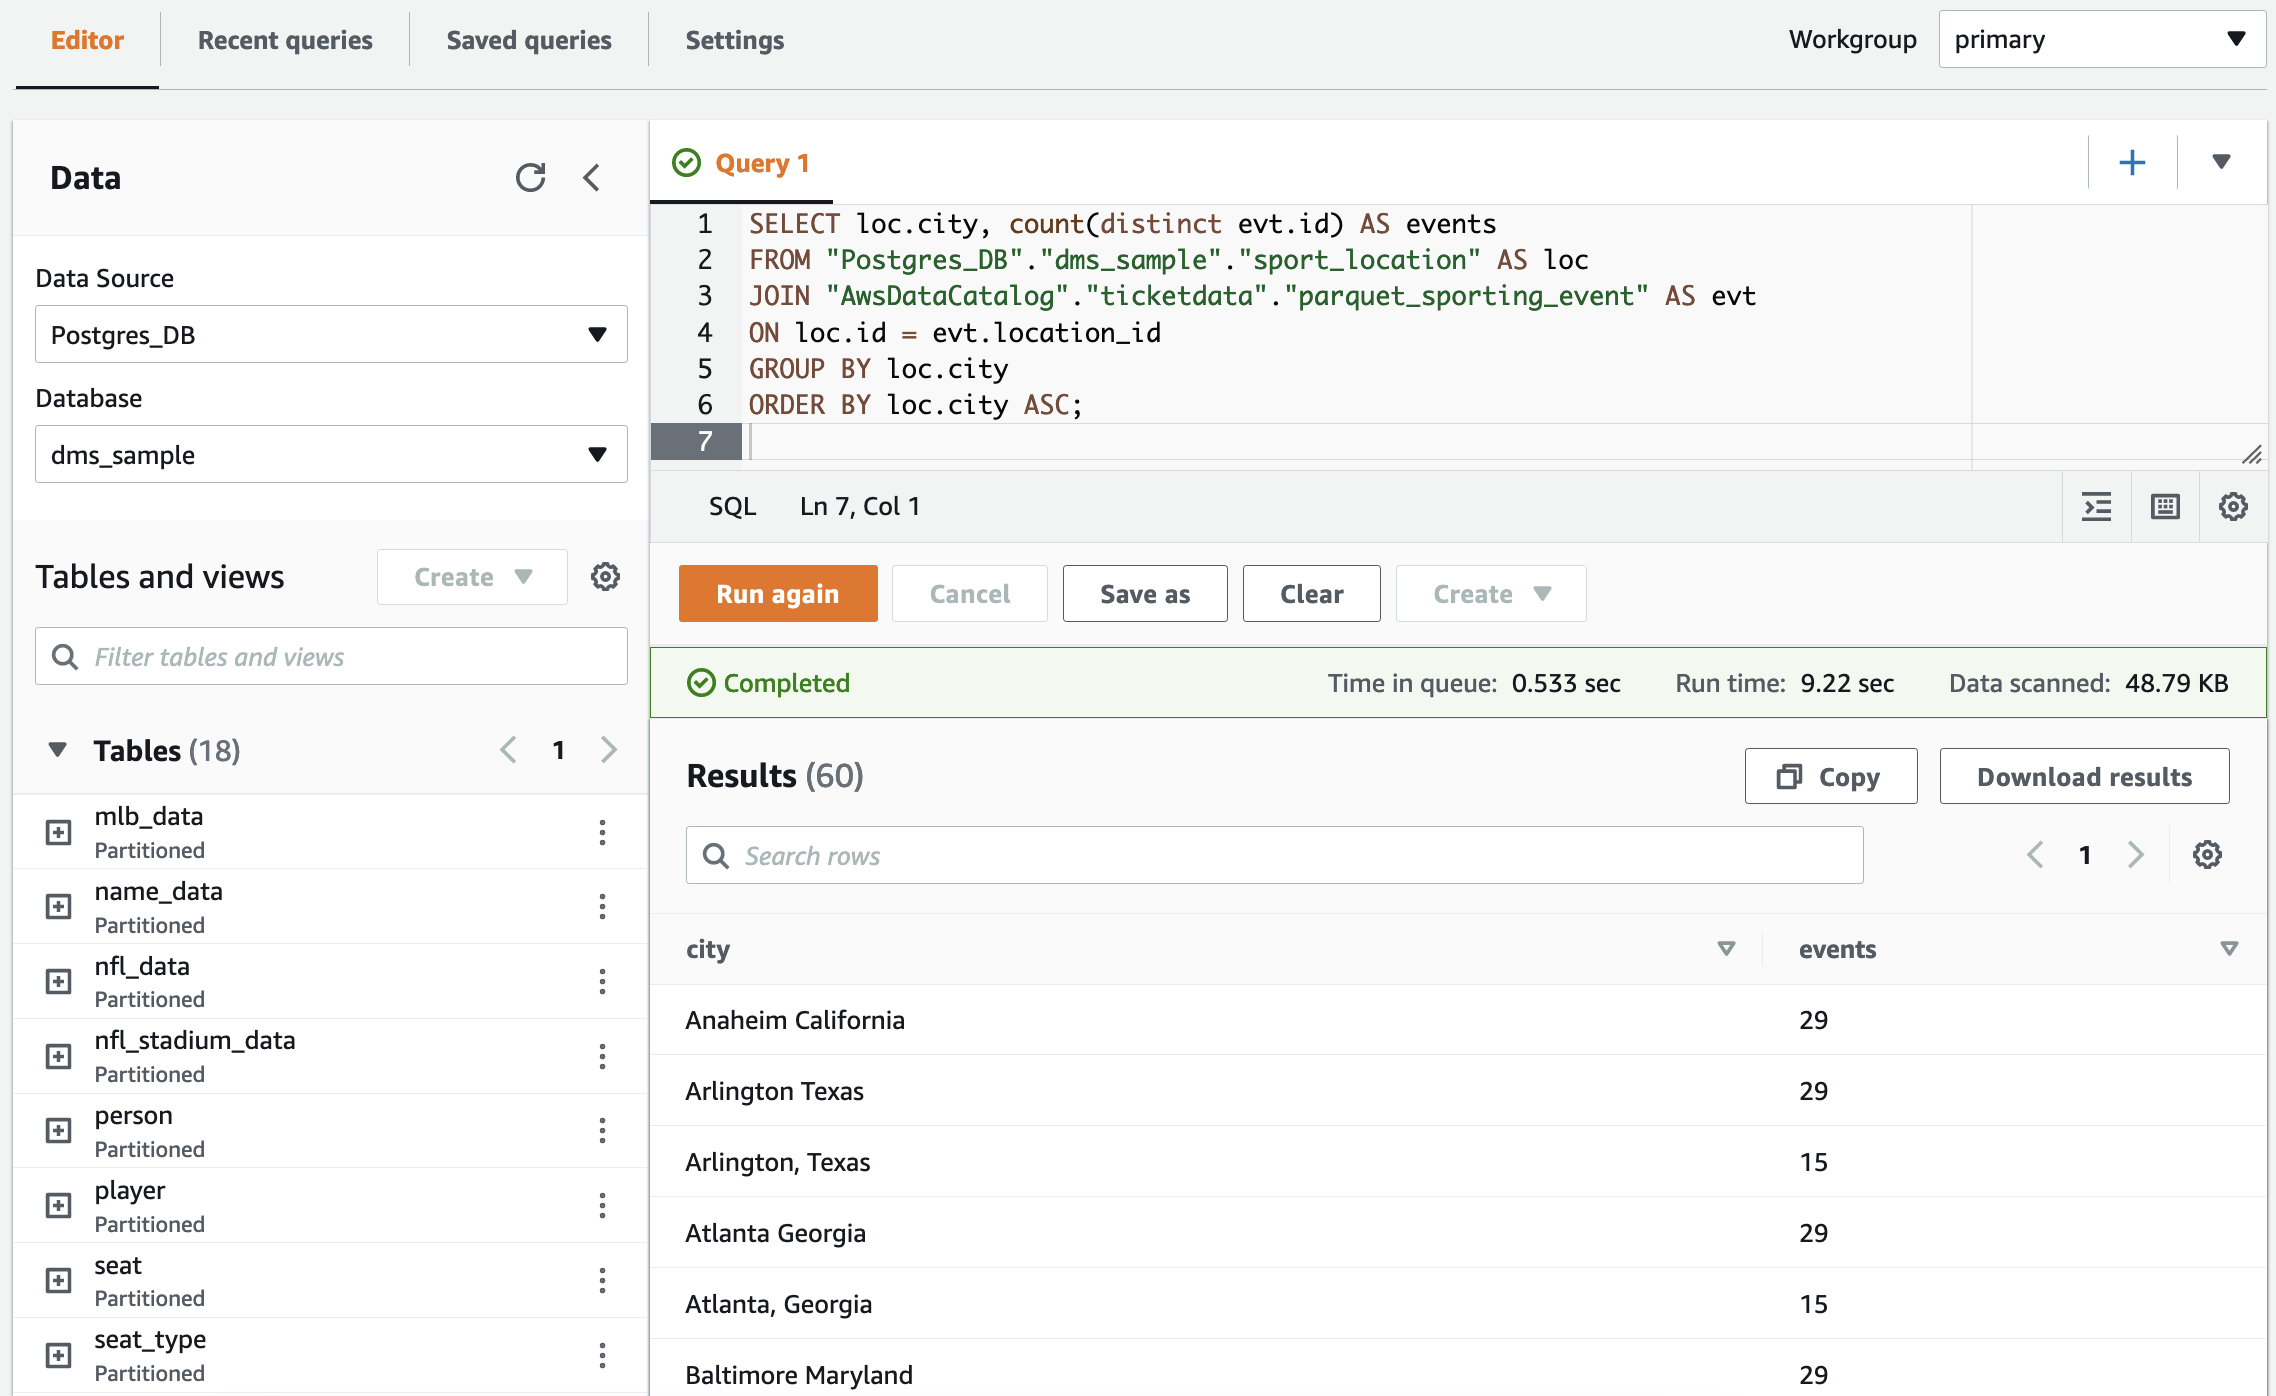 Editor
Recent queries
Saved queries
Settings
Workgroup
primary
Data
Data Source
Postgres_DB
Database
dms_sample
Tables and views
Create
Filter tables and views
Tables (18)
1
mlb_data
Partitioned
name_data
Partitioned
nfl_data
Partitioned
nfl_stadium_data
Partitioned
person
Partitioned
player
Partitioned
seat
Partitioned
seat_type
Partitioned
Query 1
1 SELECT loc.city, count(distinct evt.id) AS events
2 FROM "Postgres_DB"."dms_sample"."sport_location" AS loc
3 JOIN "AwsDataCatalog"."ticketdata"."parquet_sporting_event" AS evt
4 ON loc.id = evt.location_id
5 GROUP BY loc.city
6 ORDER BY loc.city ASC;
7
SQL Ln 7, Col 1
Run again
Cancel
Save as
Clear
Create
Completed
Time in queue: 0.533 sec
Run time: 9.22 sec
Data scanned: 48.79 KB
Results (60)
Copy
Download results
Search rows
1
city events
Anaheim California 29
Arlington Texas 29
Arlington, Texas 15
Atlanta Georgia 29
Atlanta, Georgia 15
Baltimore Maryland 29